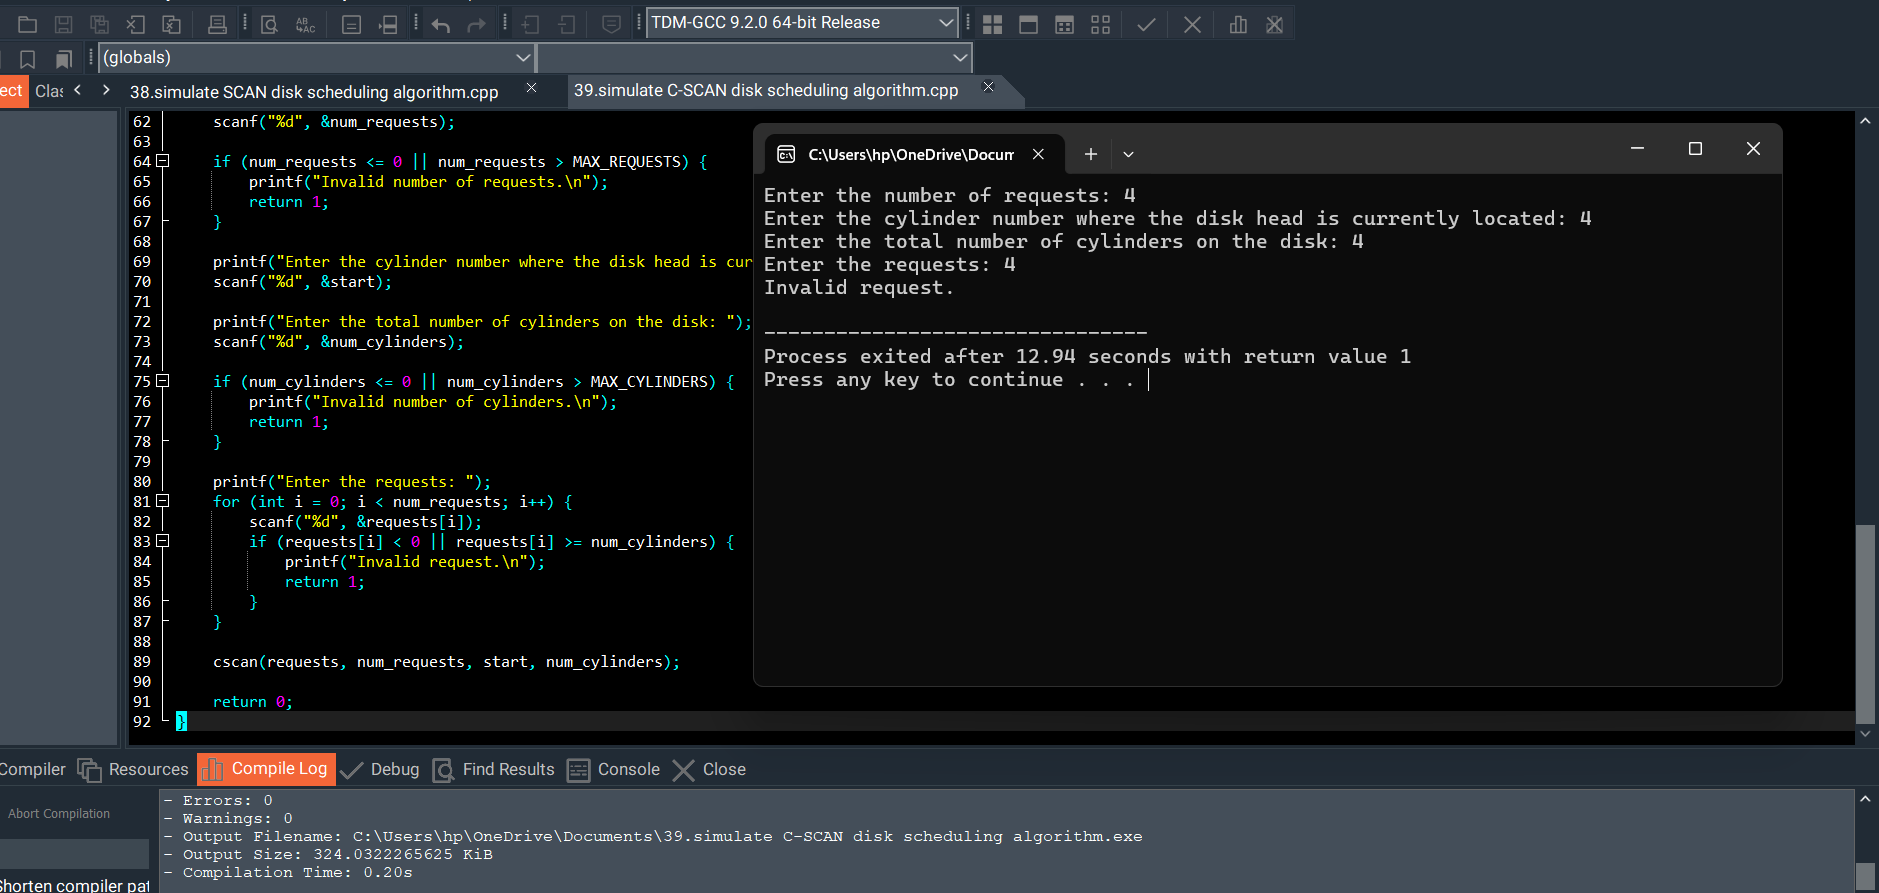 TDM-GCC 9.2.0 64-bit Release
(globals)
ect Clas
38.simulate SCAN disk scheduling algorithm.cpp
39.simulate C-SCAN disk scheduling algorithm.cpp
62 scanf("%d", &num_requests);
63
64 if (num_requests <= 0 || num_requests > MAX_REQUESTS) {
65 printf("Invalid number of requests.\n");
66 return 1;
67 }
68
69 printf("Enter the cylinder number where the disk head is cur
70 scanf("%d", &start);
71
72 printf("Enter the total number of cylinders on the disk: ");
73 scanf("%d", &num_cylinders);
74
75 if (num_cylinders <= 0 || num_cylinders > MAX_CYLINDERS) {
76 printf("Invalid number of cylinders.\n");
77 return 1;
78 }
79
80 printf("Enter the requests: ");
81 for (int i = 0; i < num_requests; i++) {
82 scanf("%d", &requests[i]);
83 if (requests[i] < 0 || requests[i] >= num_cylinders) {
84 printf("Invalid request.\n");
85 return 1;
86 }
87 }
88
89 cscan(requests, num_requests, start, num_cylinders);
90
91 return 0;
92 }
C:\Users\hp\OneDrive\Docum
Enter the number of requests: 4
Enter the cylinder number where the disk head is currently located: 4
Enter the total number of cylinders on the disk: 4
Enter the requests: 4
Invalid request.
--------------------------------
Process exited after 12.94 seconds with return value 1
Press any key to continue . . .
Compiler Resources Compile Log Debug Find Results Console Close
Abort Compilation
Shorten compiler pat
- Errors: 0
- Warnings: 0
- Output Filename: C:\Users\hp\OneDrive\Documents\39.simulate C-SCAN disk scheduling algorithm.exe
- Output Size: 324.0322265625 KiB
- Compilation Time: 0.20s